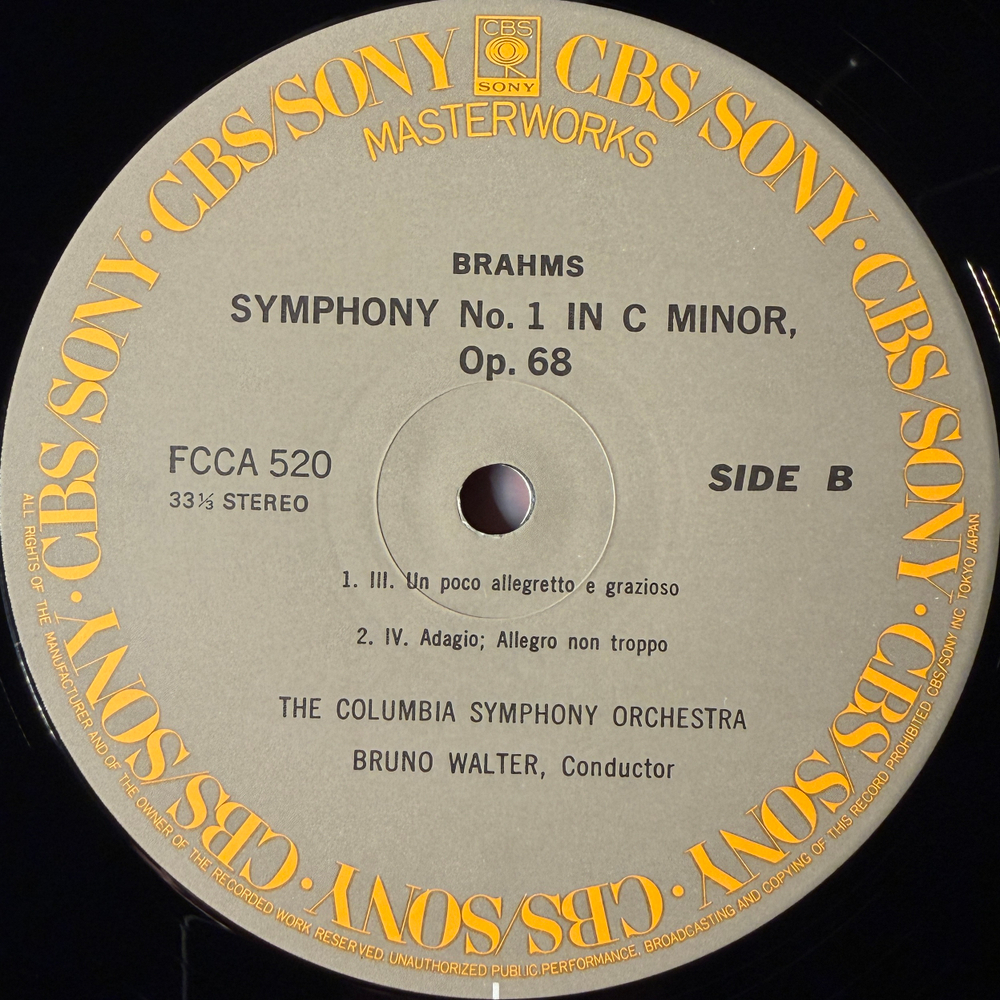 CBS
SONY
CBS/SONY · CBS/SONY · CBS/SONY · CBS/SONY · CBS/SONY · CBS/SONY · CBS/SONY · CBS/SONY
MASTERWORKS
BRAHMS
SYMPHONY No. 1 IN C MINOR,
Op. 68
FCCA 520
33⅓ STEREO
SIDE B
1. III. Un poco allegretto e grazioso
2. IV. Adagio; Allegro non troppo
THE COLUMBIA SYMPHONY ORCHESTRA
BRUNO WALTER, Conductor
ALL RIGHTS OF THE MANUFACTURER AND OF THE OWNER OF THE RECORDED WORK RESERVED. UNAUTHORIZED PUBLIC PERFORMANCE, BROADCASTING AND COPYING OF THIS RECORD PROHIBITED. CBS/SONY INC. TOKYO JAPAN